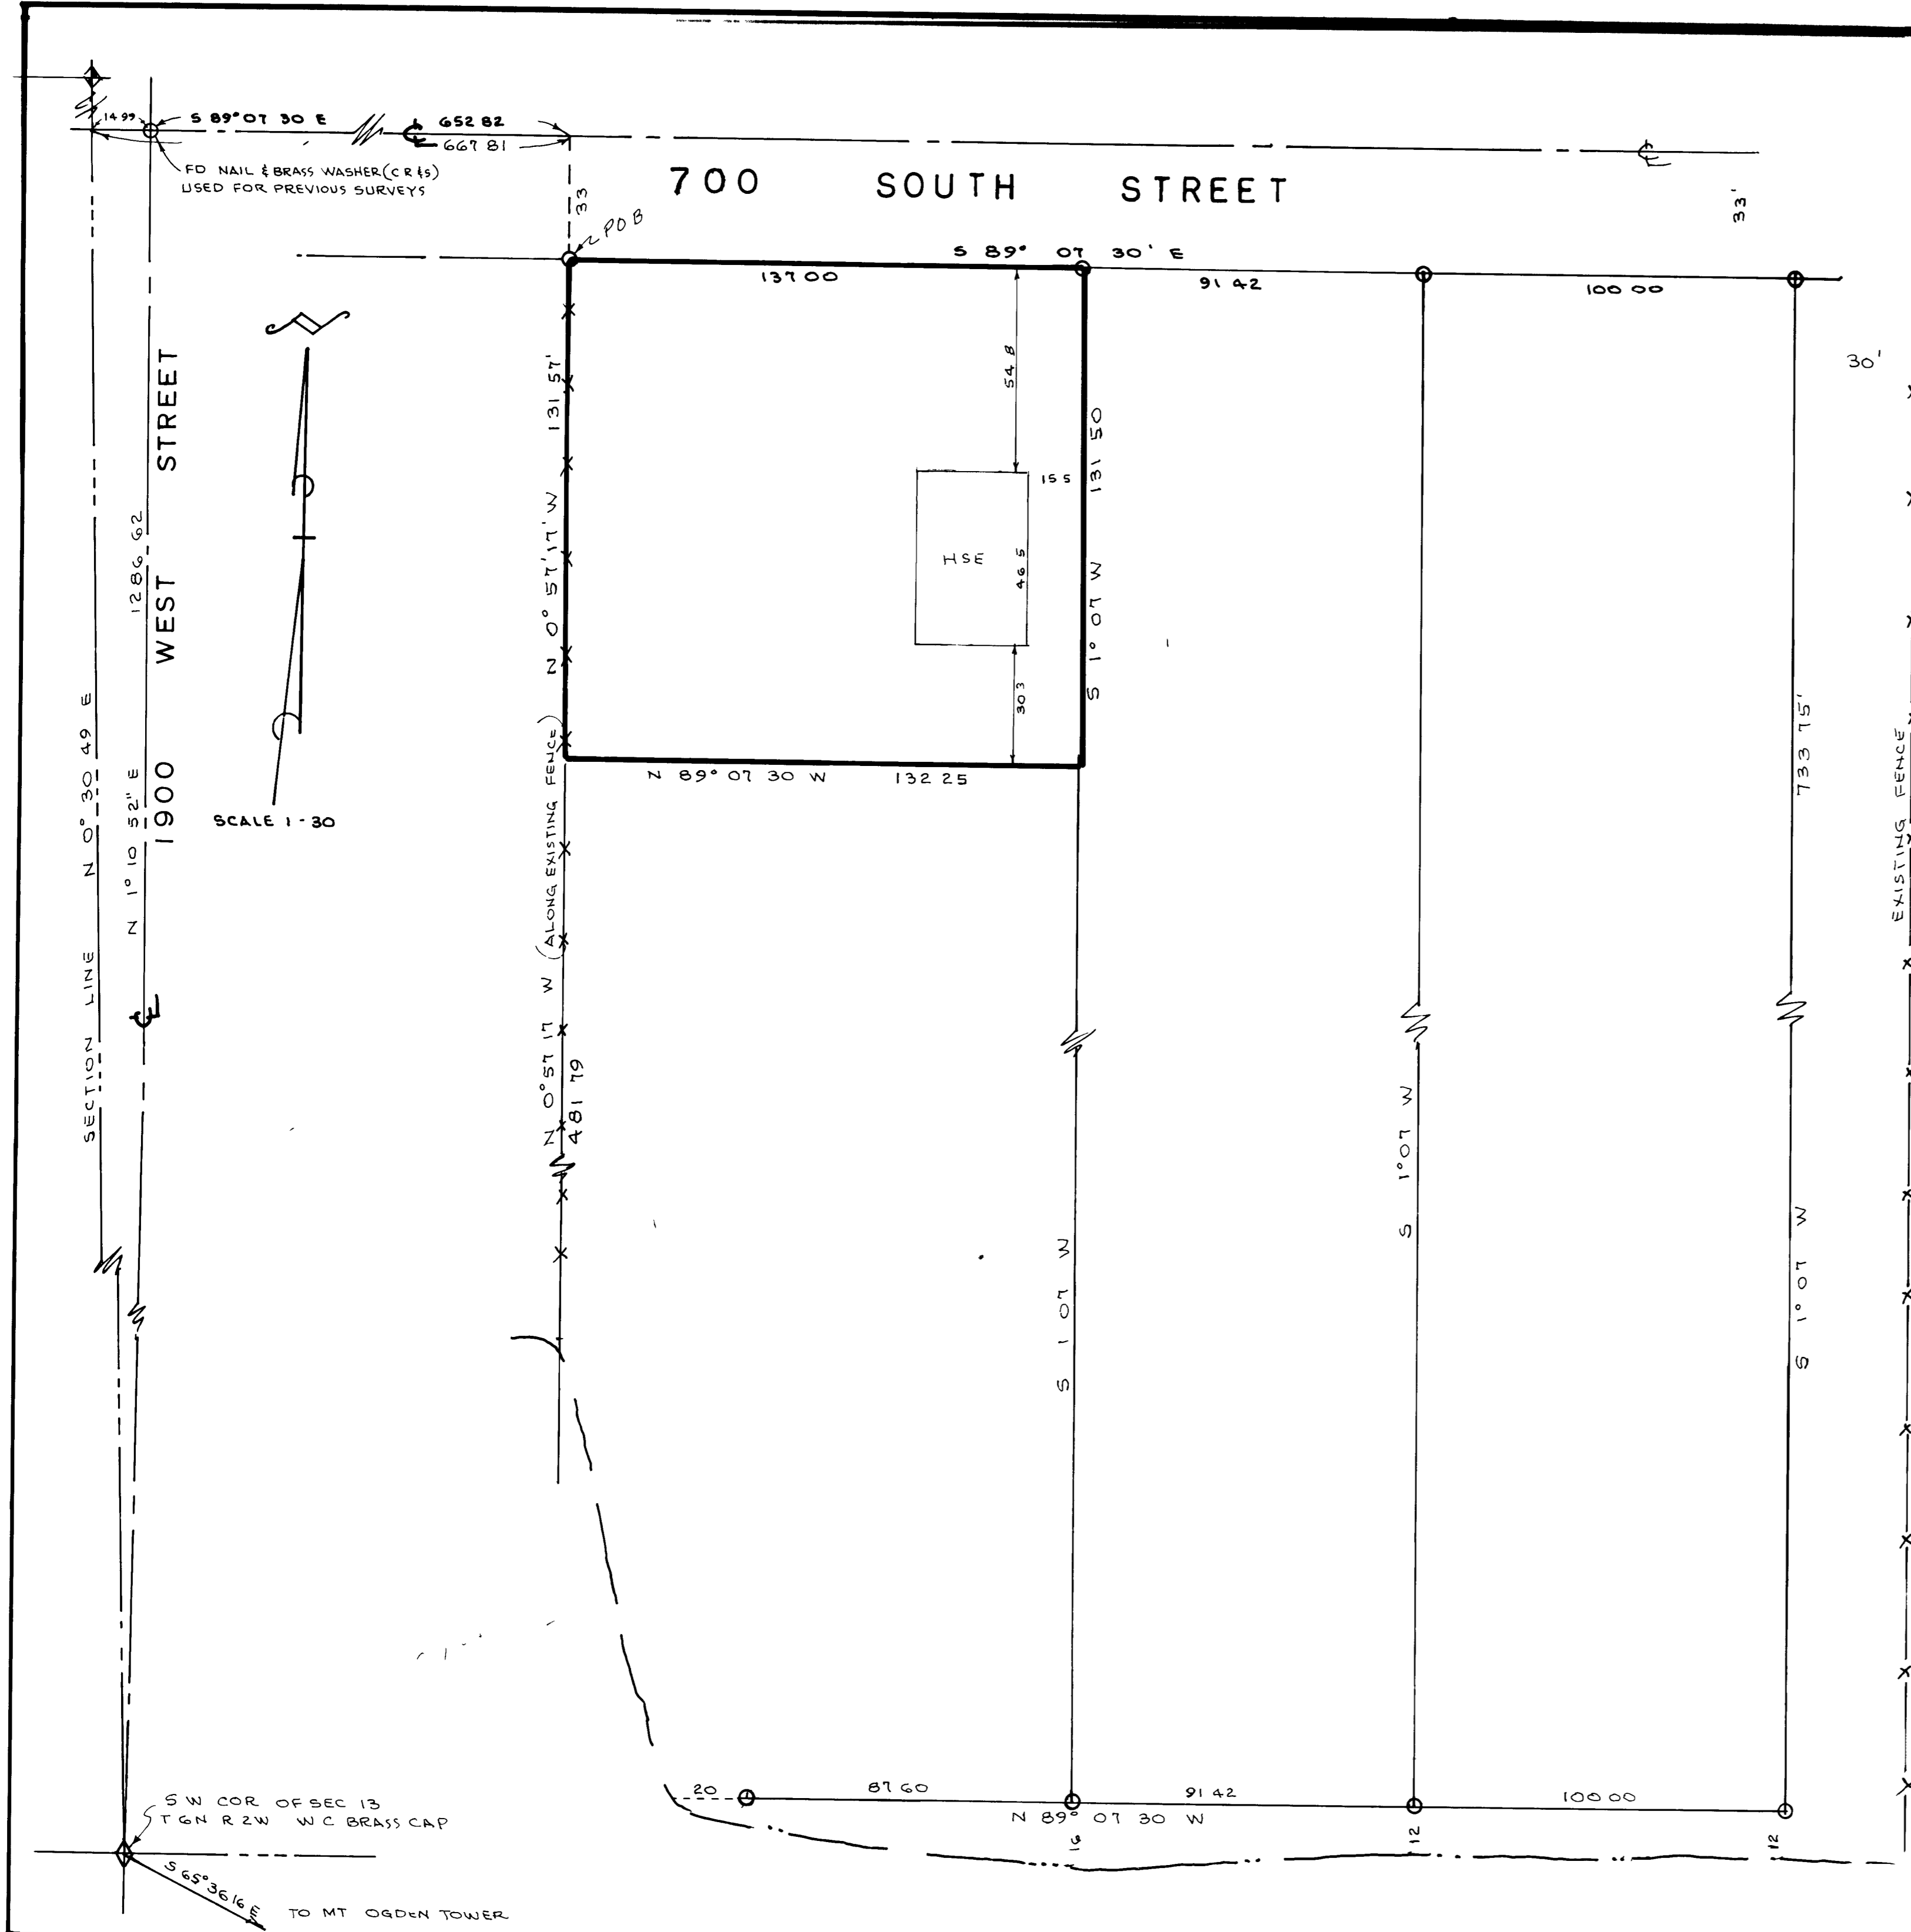 14 99
S 89° 07 30 E
652 82
667 81
FD NAIL & BRASS WASHER (C R & S)
USED FOR PREVIOUS SURVEYS
700 SOUTH STREET
33
33'
POB
S 89° 07 30' E
137 00
91 42
100 00
30'
131 57'
N 0° 57' 17' W
54 8
15 5
HSE
46 5
30 3
131 50
S 1° 07 W
N 89° 07 30 W 132 25
1900 WEST STREET
1286.62
N 1° 10 52" E
SECTION LINE N 0° 30 49 E
SCALE 1 - 30
(ALONG EXISTING FENCE)
N 0° 57 17 W
481 79
733 75'
EXISTING FENCE
S 1 07 W
S 1° 07 W
S 1° 07 W
20
87 60
91 42
100 00
N 89° 07 30 W
16
12
12
S W COR OF SEC 13
T 6N R 2W W C BRASS CAP
S 65° 36 16 E
TO MT OGDEN TOWER